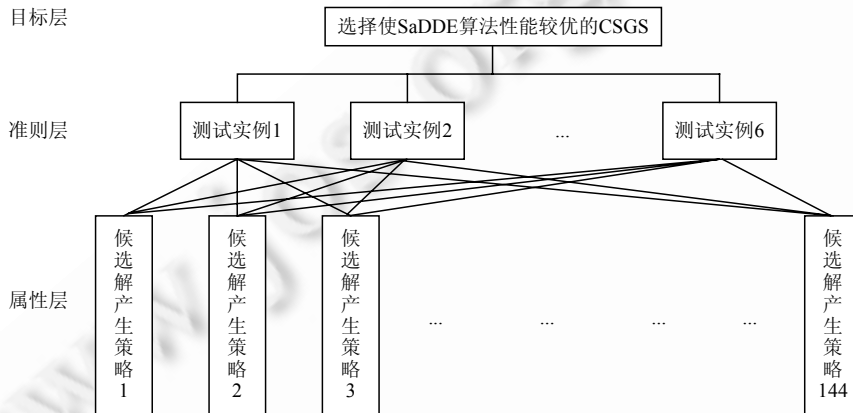 目标层
选择使SaDDE算法性能较优的CSGS
准则层
测试实例1
测试实例2
...
测试实例6
属性层
候选解产生策略1
候选解产生策略2
候选解产生策略3
...
...
...
...
候选解产生策略144